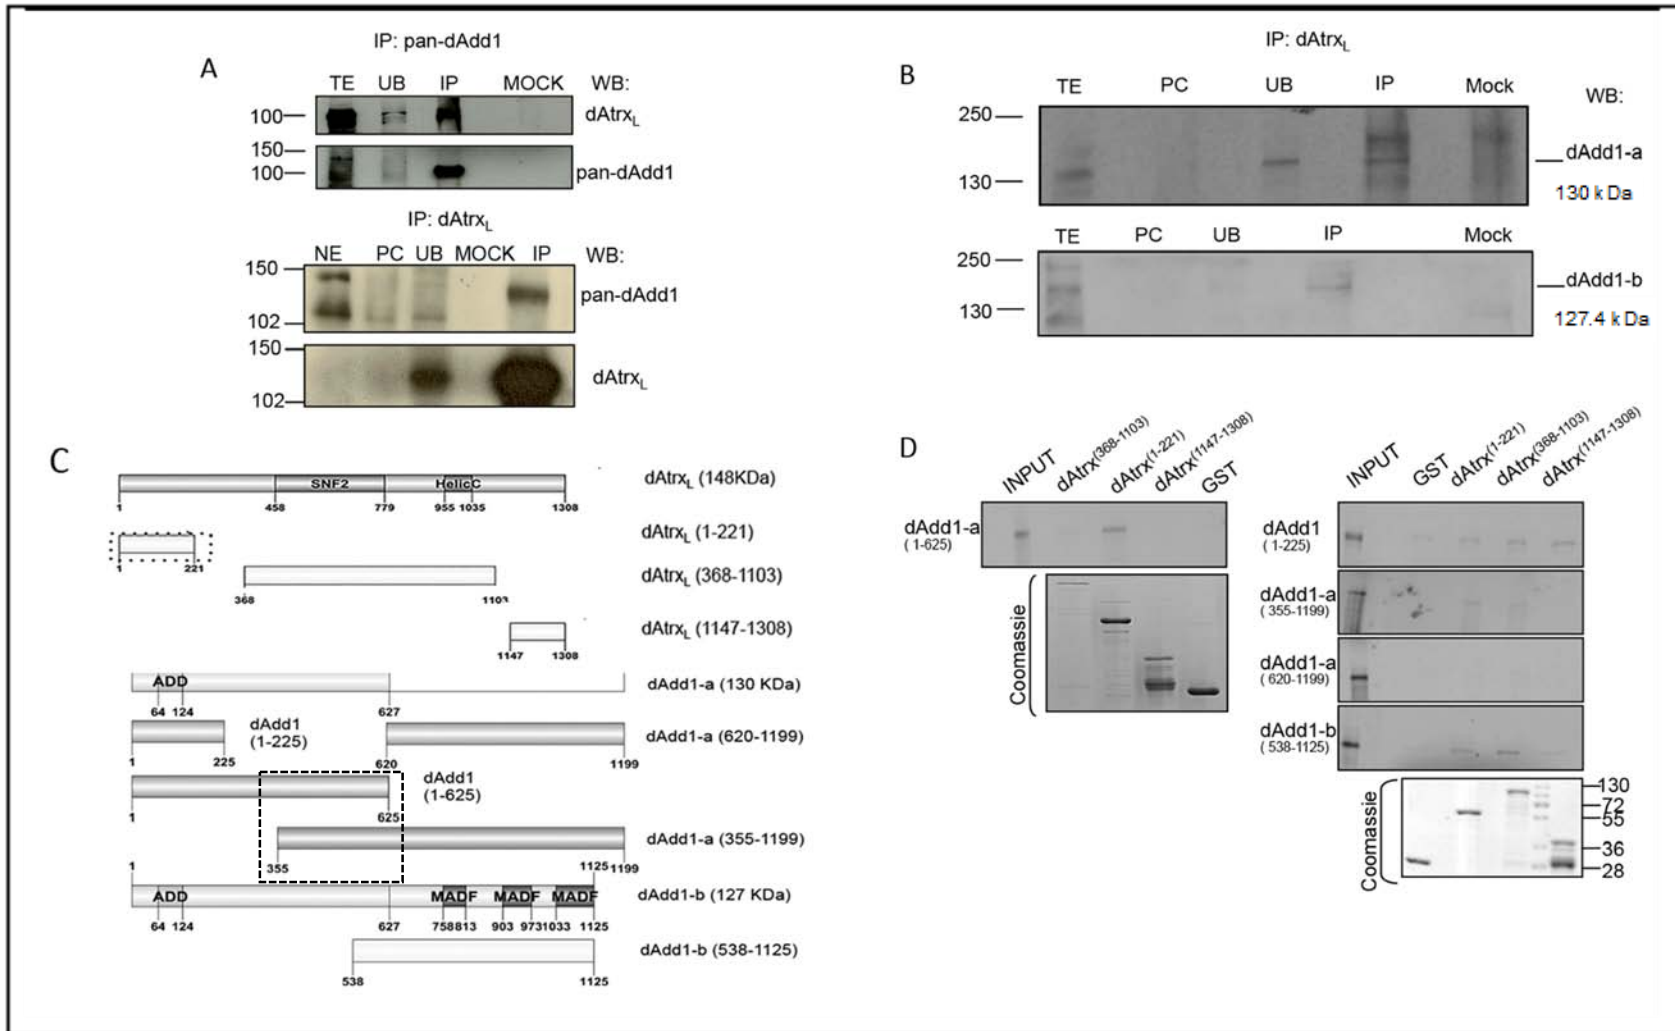 A
IP: pan-dAdd1
TE UB IP MOCK WB:
100 dAtrxL
150
100 pan-dAdd1
IP: dAtrxL
NE PC UB MOCK IP WB:
150
pan-dAdd1
102
150
dAtrxL
102
B
IP: dAtrxL
TE PC UB IP Mock WB:
250
dAdd1-a
130
130 kDa
TE PC UB IP Mock
250
dAdd1-b
130
127.4 kDa
C
SNF2 HelicC dAtrxL (148KDa)
1 458 779 955 1035 1308
dAtrxL (1-221)
1 221
dAtrxL (368-1103)
368 1103
dAtrxL (1147-1308)
1147 1308
ADD dAdd1-a (130 KDa)
64 124 627
dAdd1
(1-225)
dAdd1-a (620-1199)
1 225 620 1199
dAdd1
(1-625)
1 625
dAdd1-a (355-1199)
1 355 1125 1199
ADD MADF MADF MADF dAdd1-b (127 KDa)
64 124 627 758 813 903 973 1033 1125
dAdd1-b (538-1125)
538 1125
D
INPUT dAtrx(368-1103) dAtrx(1-221) dAtrx(1147-1308) GST
dAdd1-a
(1-625)
Coomassie
INPUT GST dAtrx(1-221) dAtrx(368-1103) dAtrx(1147-1308)
dAdd1
(1-225)
dAdd1-a
(355-1199)
dAdd1-a
(620-1199)
dAdd1-b
(538-1125)
Coomassie
130
72
55
36
28